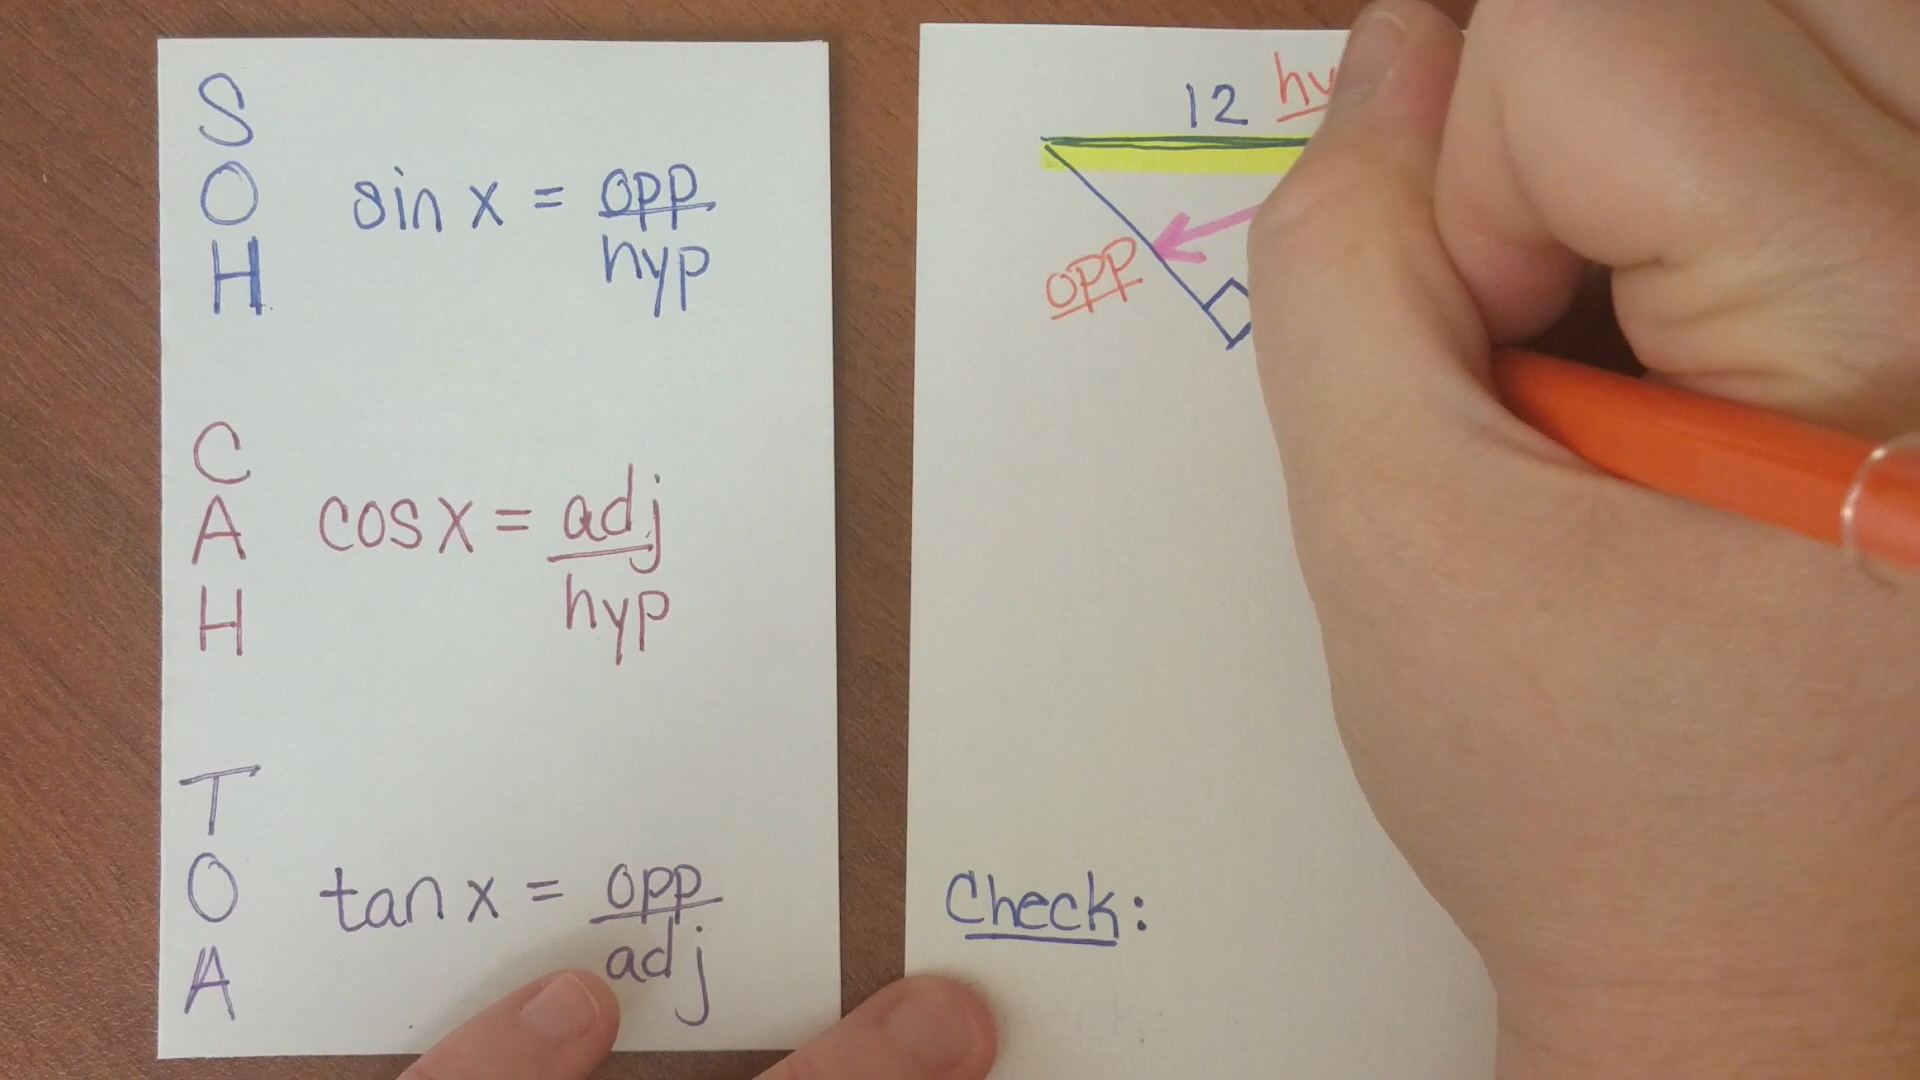 S
O
H
sin x = opp
hyp
C
A
H
cos x = adj
hyp
T
O
A
tan x = opp
adj
12
opp
Check: